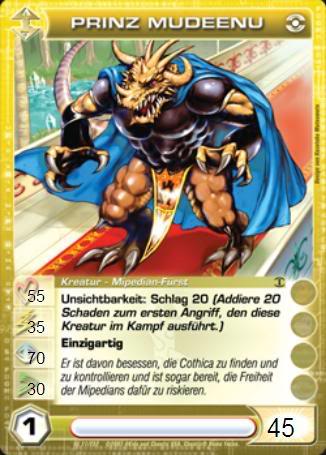 PRINZ MUDEENU
Kreatur - Mipedian-Fürst
55
35
70
30
Unsichtbarkeit: Schlag 20 (Addiere 20
Schaden zum ersten Angriff, den diese
Kreatur im Kampf ausführt.)
Einzigartig
Er ist davon besessen, die Cothica zu finden und
zu kontrollieren und ist sogar bereit, die Freiheit
der Mipedians dafür zu riskieren.
1
45